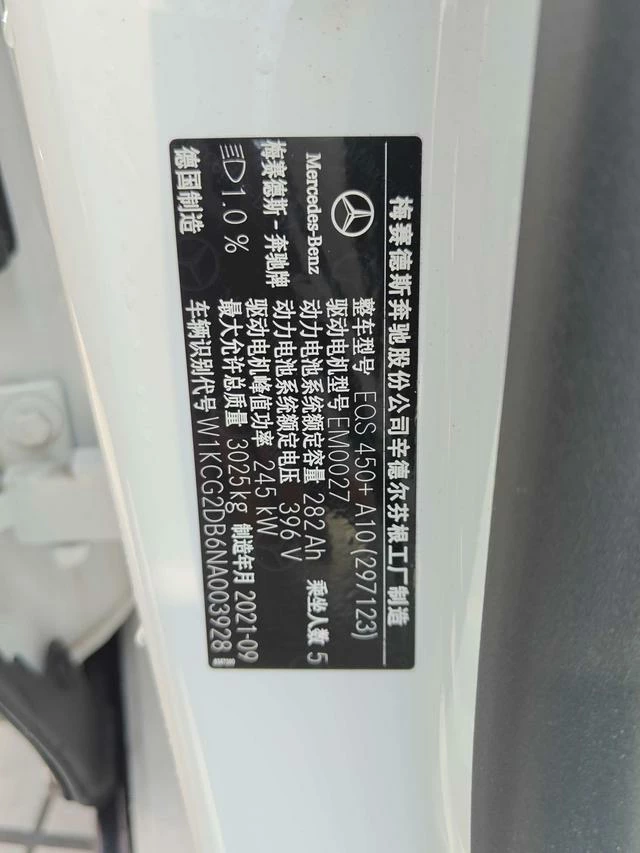 梅赛德斯奔驰股份公司辛德尔芬根工厂制造
Mercedes-Benz
梅赛德斯-奔驰牌
1.0 %
德国制造
整车型号 EQS 450+ A10 (297123)
驱动电机型号 EM0027
动力电池系统额定容量 282Ah 乘坐人数 5
动力电池系统额定电压 396 V
驱动电机峰值功率 245 kW
最大允许总质量 3025kg 制造年月 2021-09
车辆识别代号 W1KCG2DB6NA003928